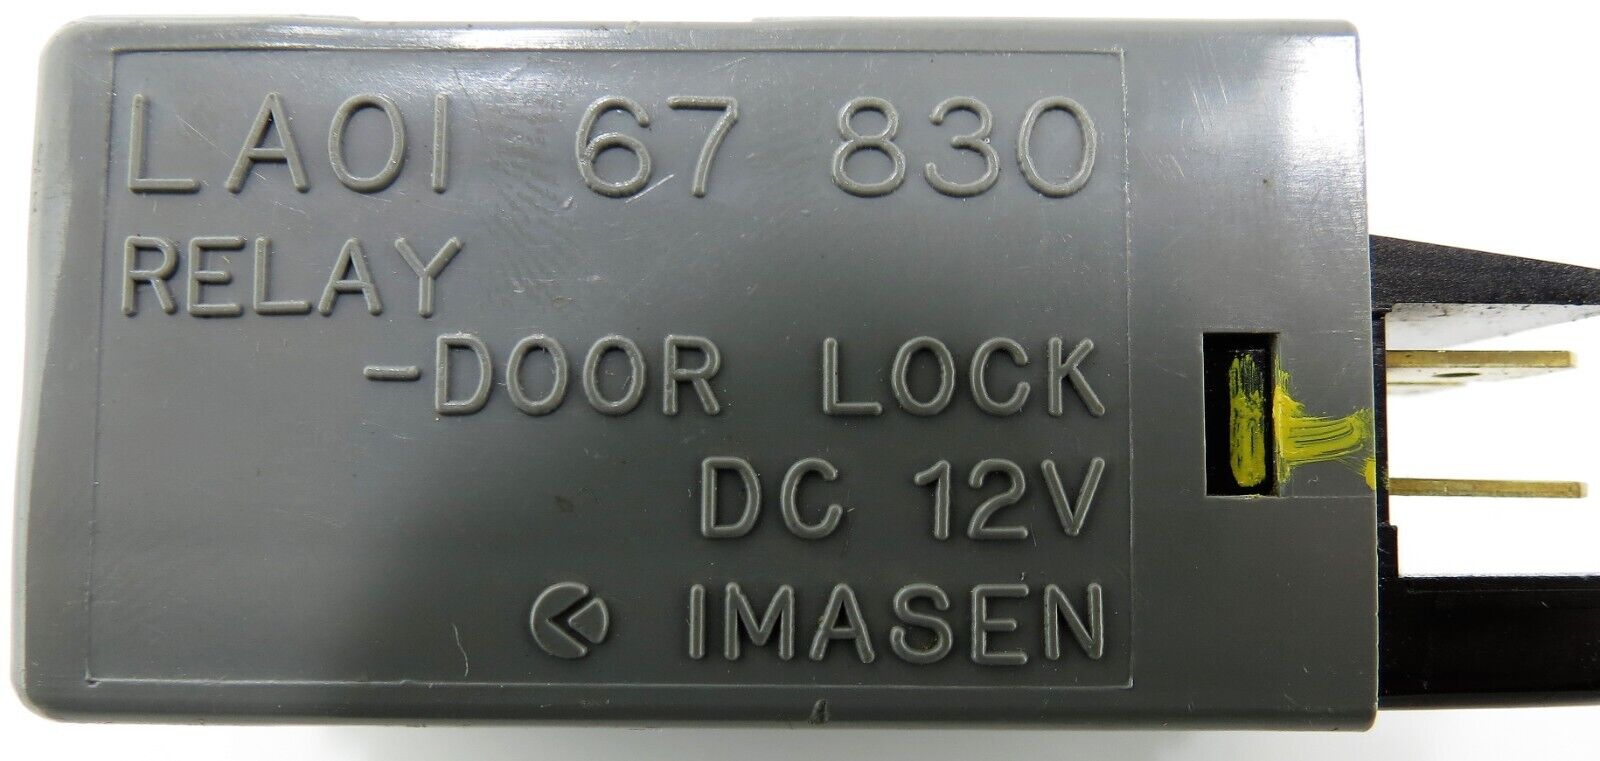 LA01 67 830
RELAY
-DOOR LOCK
DC 12V
IMASEN